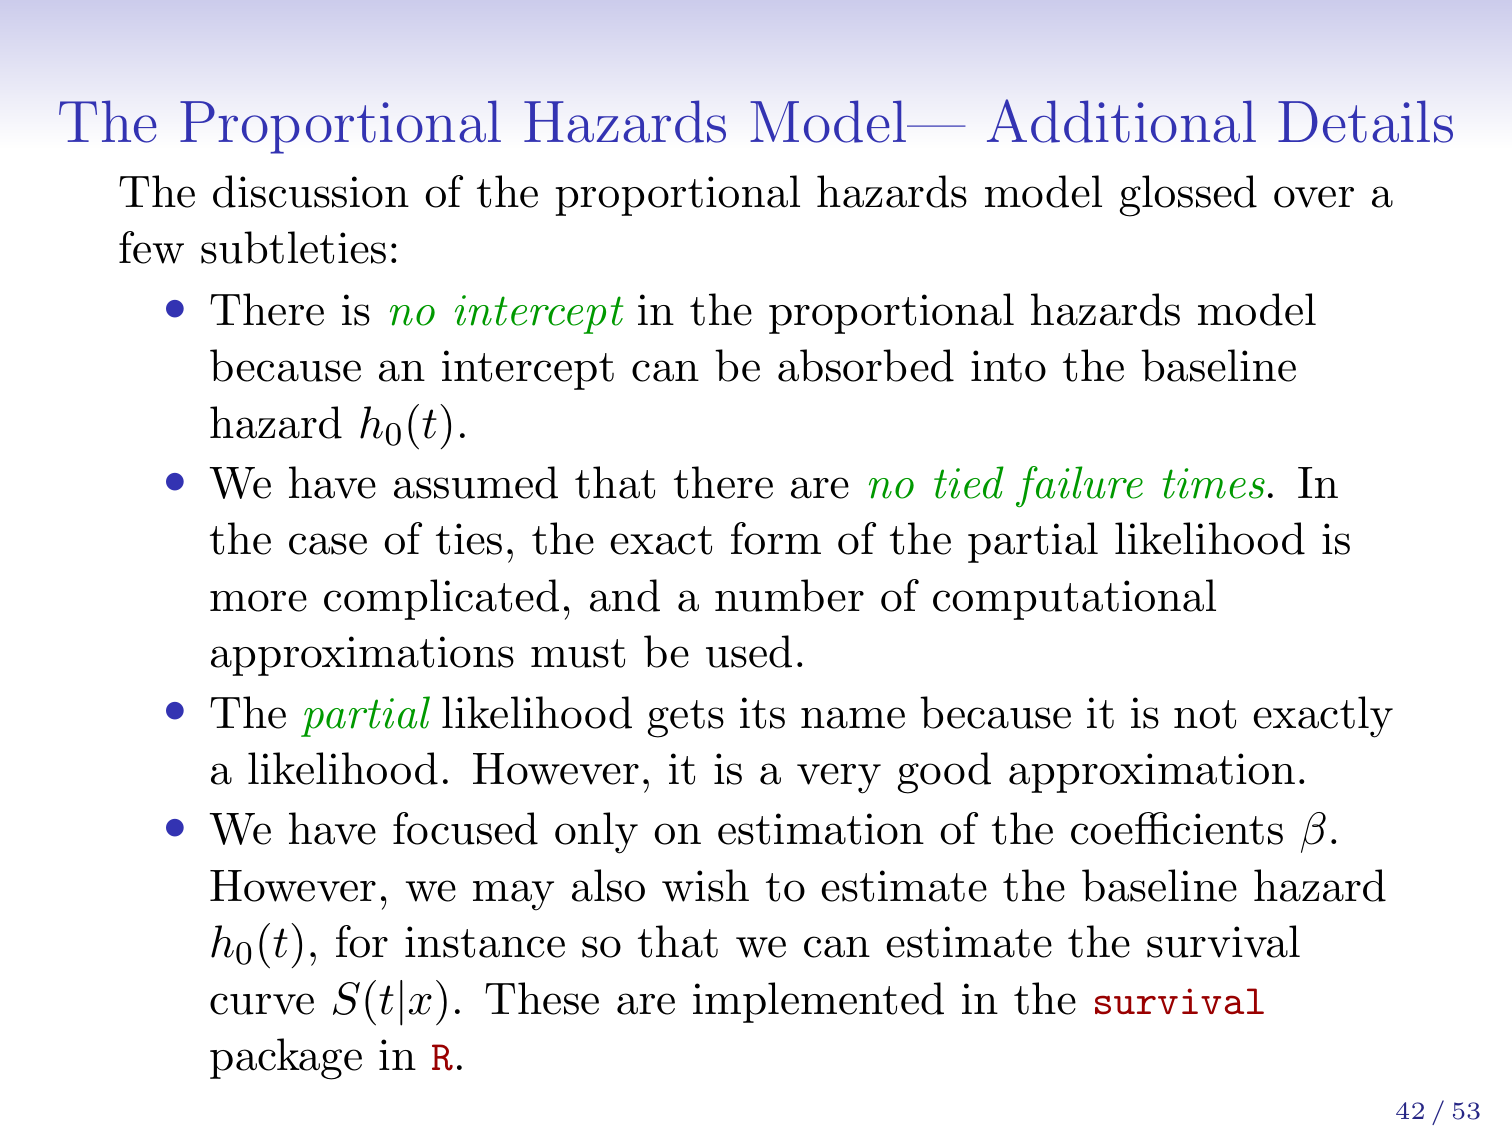 The Proportional Hazards Model— Additional Details
The discussion of the proportional hazards model glossed over a
few subtleties:
• There is no intercept in the proportional hazards model
because an intercept can be absorbed into the baseline
hazard h₀(t).
• We have assumed that there are no tied failure times. In
the case of ties, the exact form of the partial likelihood is
more complicated, and a number of computational
approximations must be used.
• The partial likelihood gets its name because it is not exactly
a likelihood. However, it is a very good approximation.
• We have focused only on estimation of the coefficients β.
However, we may also wish to estimate the baseline hazard
h₀(t), for instance so that we can estimate the survival
curve S(t|x). These are implemented in the survival
package in R.
42 / 53